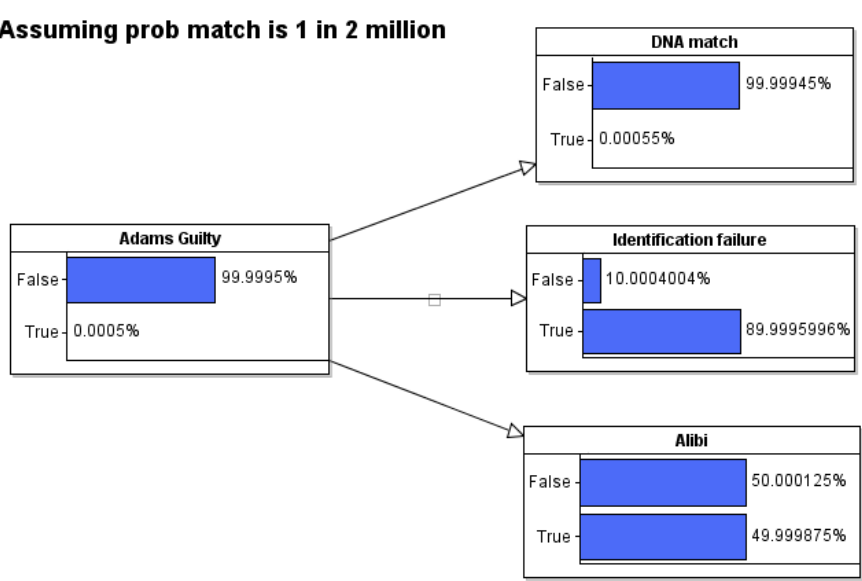 Assuming prob match is 1 in 2 million
DNA match
False
99.99945%
True
0.00055%
Adams Guilty
False
99.9995%
True
0.0005%
Identification failure
False
10.0004004%
True
89.9995996%
Alibi
False
50.000125%
True
49.999875%